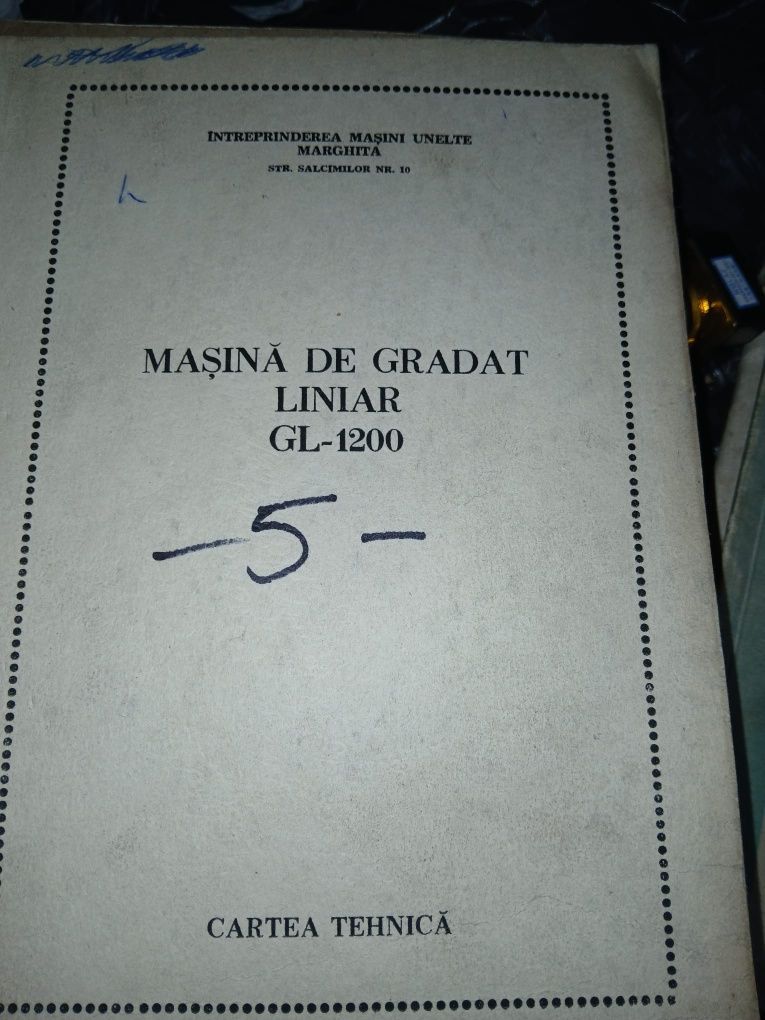 ÎNTREPRINDEREA MAȘINI UNELTE
MARGHITA
STR. SALCIMILOR NR. 10
MAȘINĂ DE GRADAT
LINIAR
GL-1200
- 5 -
CARTEA TEHNICĂ